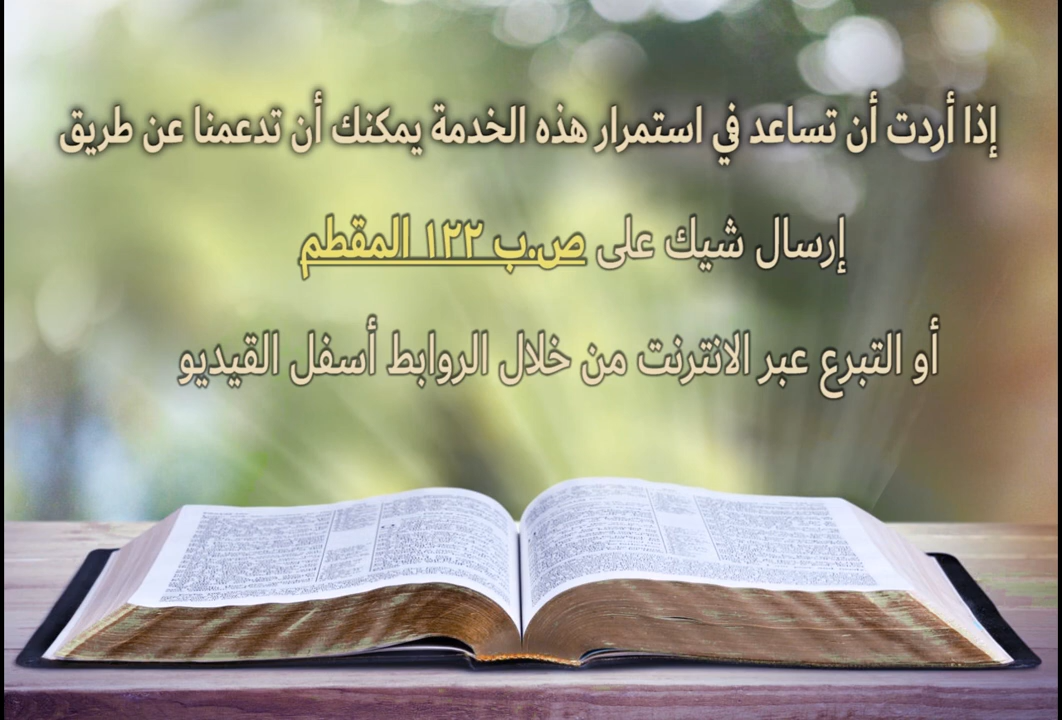 إذا أردت أن تساعد في استمرار هذه الخدمة يمكنك أن تدعمنا عن طريق
إرسال شيك على ص.ب ١٢٢ المقطم
أو التبرع عبر الانترنت من خلال الروابط أسفل القيديو